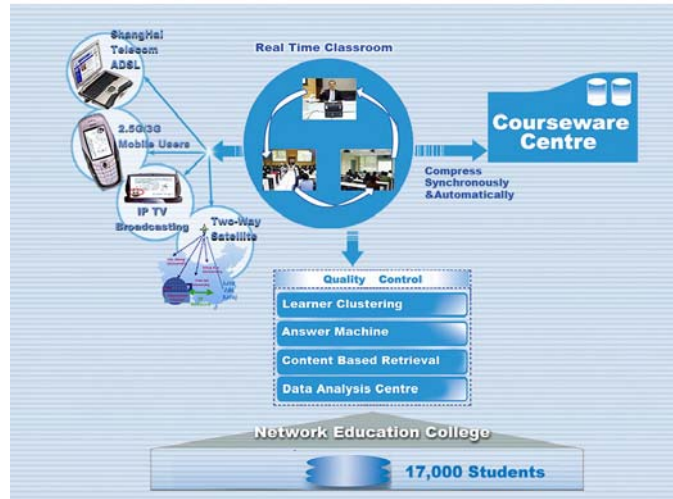 ShangHai
Telecom
ADSL
Real Time Classroom
2.5G/3G
Mobile Users
IP TV
Broadcasting
Two-Way
Satellite
Courseware
Centre
Compress
Synchronously
&Automatically
Quality Control
Learner Clustering
Answer Machine
Content Based Retrieval
Data Analysis Centre
Network Education College
17,000 Students